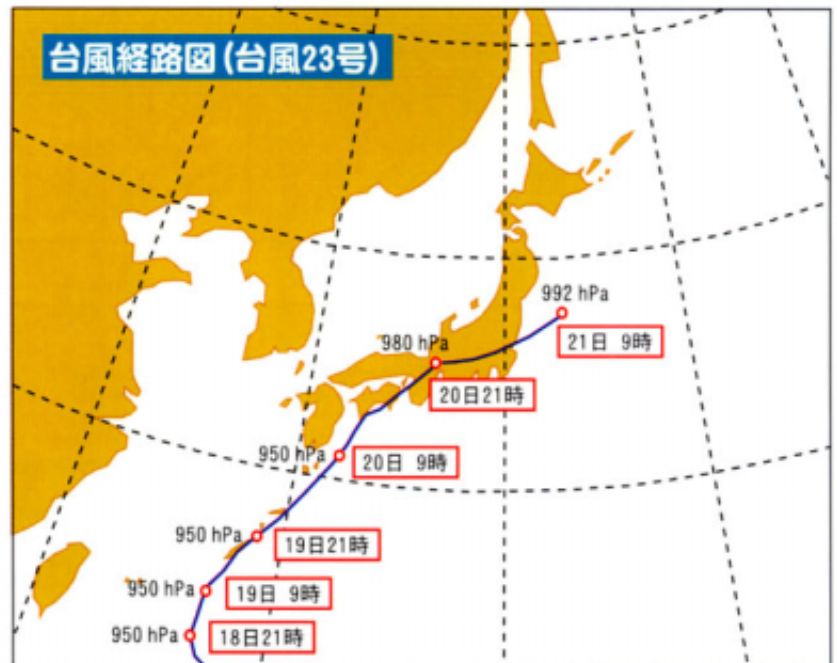 台風経路図(台風23号)
992 hPa
21日 9時
980 hPa
20日21時
950 hPa
20日 9時
950 hPa
19日21時
950 hPa
19日 9時
950 hPa
18日21時